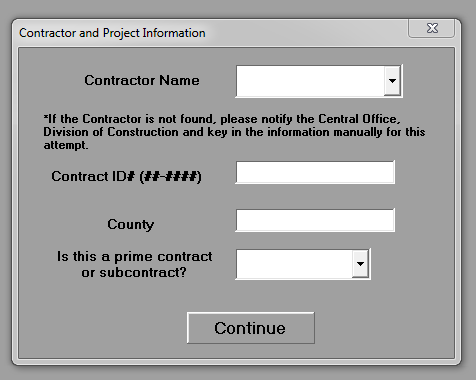 Contractor and Project Information
Contractor Name
*If the Contractor is not found, please notify the Central Office,
Division of Construction and key in the information manually for this
attempt.
Contract ID# (##-####)
County
Is this a prime contract
or subcontract?
Continue